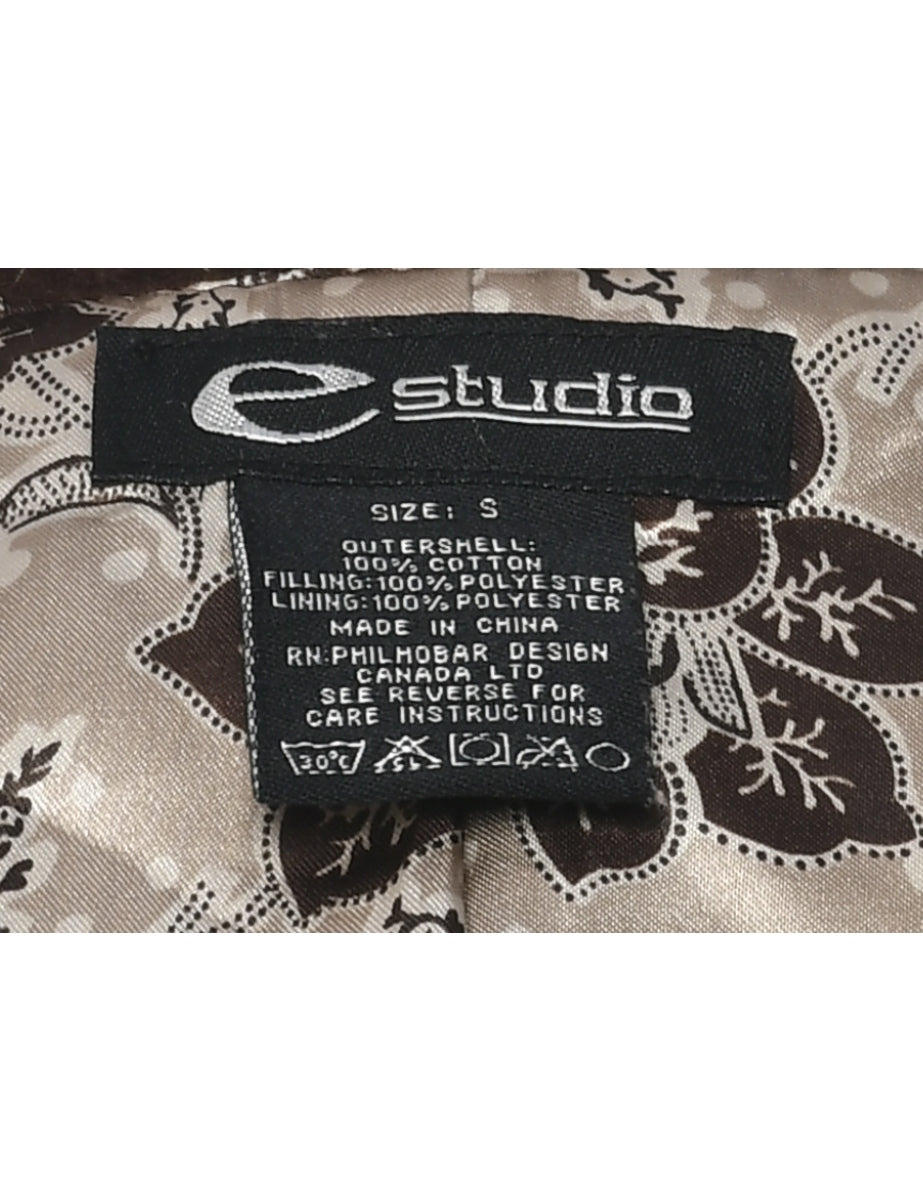 e studio
SIZE: S
OUTERSHELL:
100% COTTON
FILLING:100% POLYESTER
LINING:100% POLYESTER
MADE IN CHINA
RN:PHILMOBAR DESIGN
CANADA LTD
SEE REVERSE FOR
CARE INSTRUCTIONS
30°C